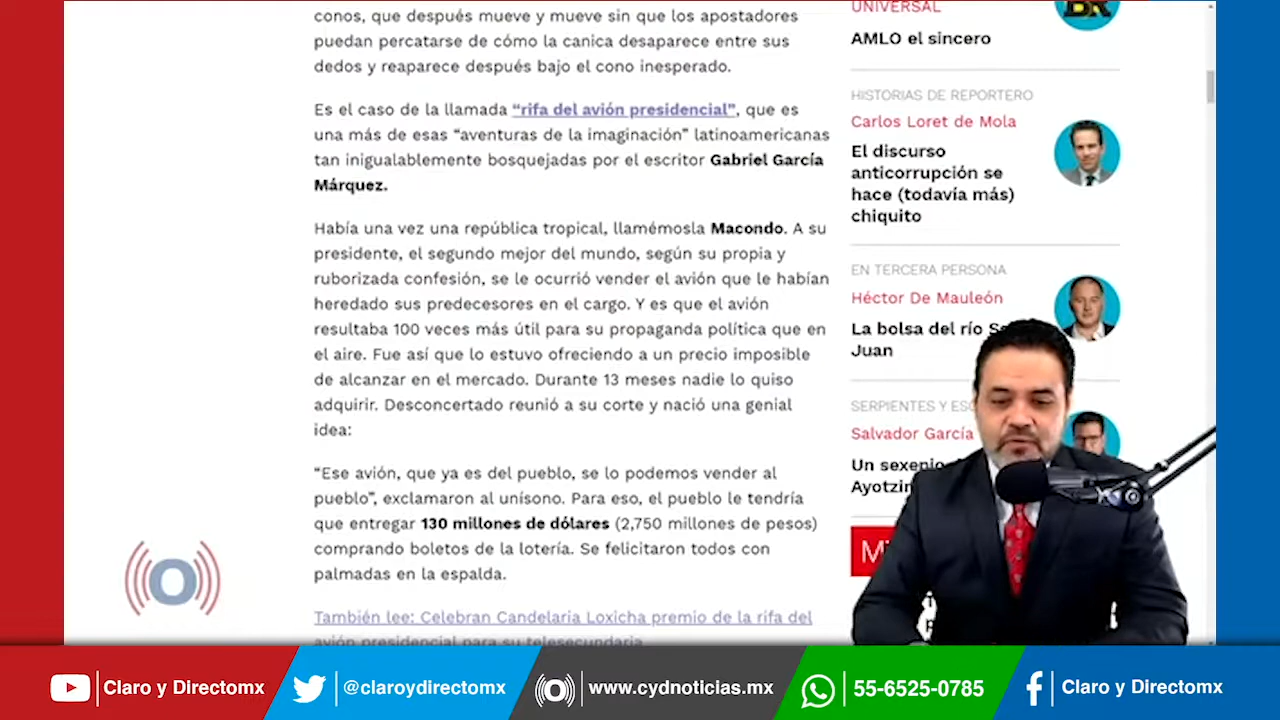 conos, que después mueve y mueve sin que los apostadores
puedan percatarse de cómo la canica desaparece entre sus
dedos y reaparece después bajo el cono inesperado.
Es el caso de la llamada “rifa del avión presidencial”, que es
una más de esas “aventuras de la imaginación” latinoamericanas
tan inigualablemente bosquejadas por el escritor Gabriel García
Márquez.
Había una vez una república tropical, llamémosla Macondo. A su
presidente, el segundo mejor del mundo, según su propia y
ruborizada confesión, se le ocurrió vender el avión que le habían
heredado sus predecesores en el cargo. Y es que el avión
resultaba 100 veces más útil para su propaganda política que en
el aire. Fue así que lo estuvo ofreciendo a un precio imposible
de alcanzar en el mercado. Durante 13 meses nadie lo quiso
adquirir. Desconcertado reunió a su corte y nació una genial
idea:
“Ese avión, que ya es del pueblo, se lo podemos vender al
pueblo”, exclamaron al unísono. Para eso, el pueblo le tendría
que entregar 130 millones de dólares (2,750 millones de pesos)
comprando boletos de la lotería. Se felicitaron todos con
palmadas en la espalda.
También lee: Celebran Candelaria Loxicha premio de la rifa del
avión presidencial para su telesecundaria
UNIVERSAL
AMLO el sincero
HISTORIAS DE REPORTERO
Carlos Loret de Mola
El discurso
anticorrupción se
hace (todavía más)
chiquito
EN TERCERA PERSONA
Héctor De Mauleón
La bolsa del río S
Juan
SERPIENTES Y ES
Salvador García
Un sexenio
Ayotzin
Claro y Directomx
@claroydirectomx
www.cydnoticias.mx
55-6525-0785
Claro y Directomx